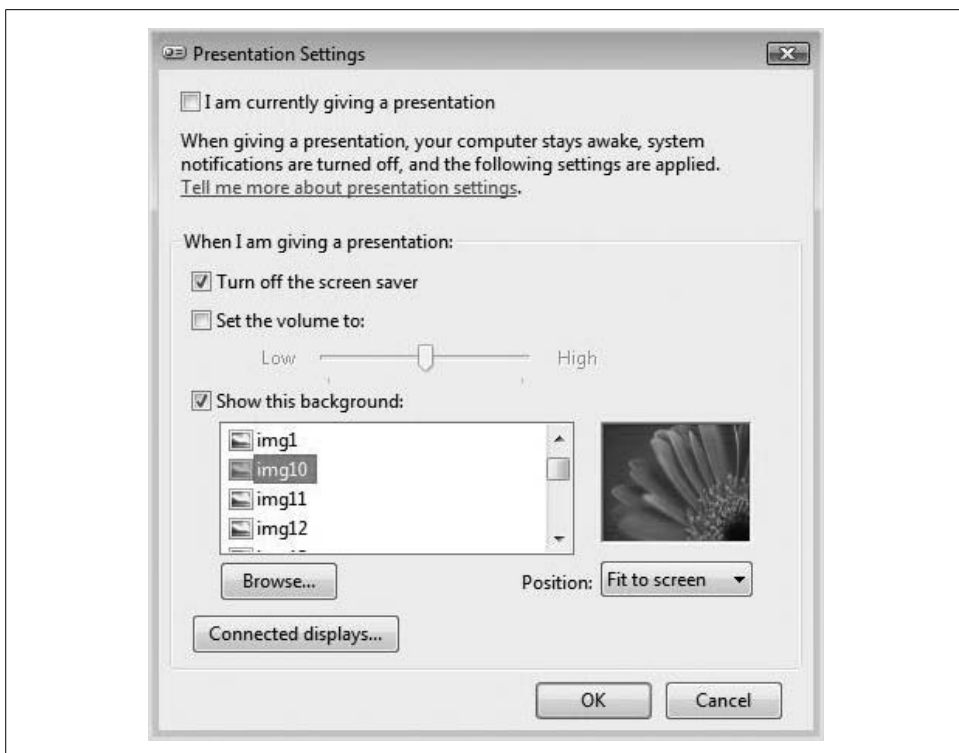 Presentation Settings
I am currently giving a presentation
When giving a presentation, your computer stays awake, system
notifications are turned off, and the following settings are applied.
Tell me more about presentation settings.
When I am giving a presentation:
Turn off the screen saver
Set the volume to:
Low High
Show this background:
img1
img10
img11
img12
Browse...
Position: Fit to screen
Connected displays...
OK Cancel